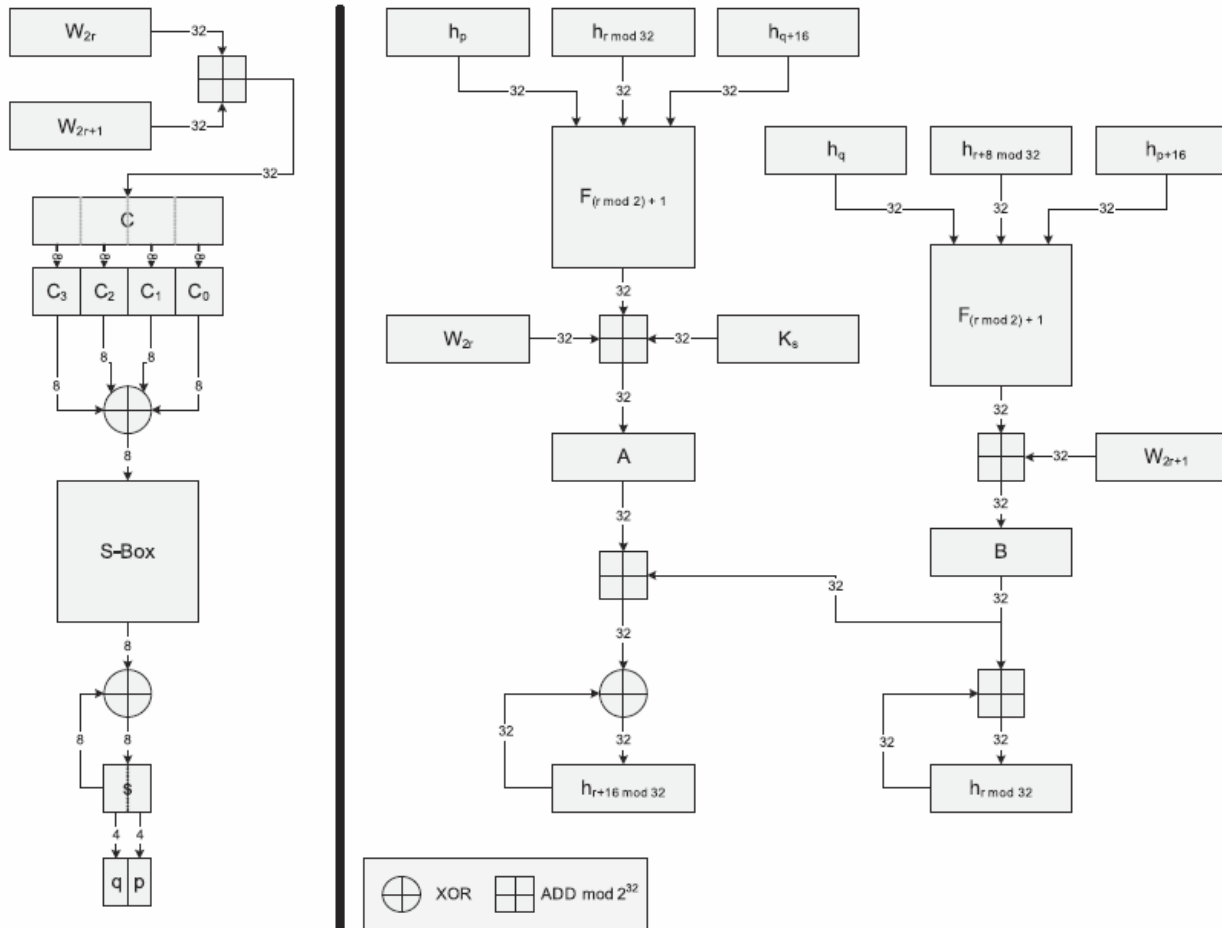 W2r
32
W2r+1
32
32
C
8 8 8 8
C3 C2 C1 C0
8 8 8 8
8
S-Box
8
8 8
s
4 4
q p
hp hr mod 32 hq+16
32 32 32
F(r mod 2) + 1
32
W2r 32 32 Ks
32
A
32
32
32
32
32
hr+16 mod 32
hq hr+8 mod 32 hp+16
32 32 32
F(r mod 2) + 1
32
32 W2r+1
32
B
32
32
32
hr mod 32
XOR ADD mod 2^32